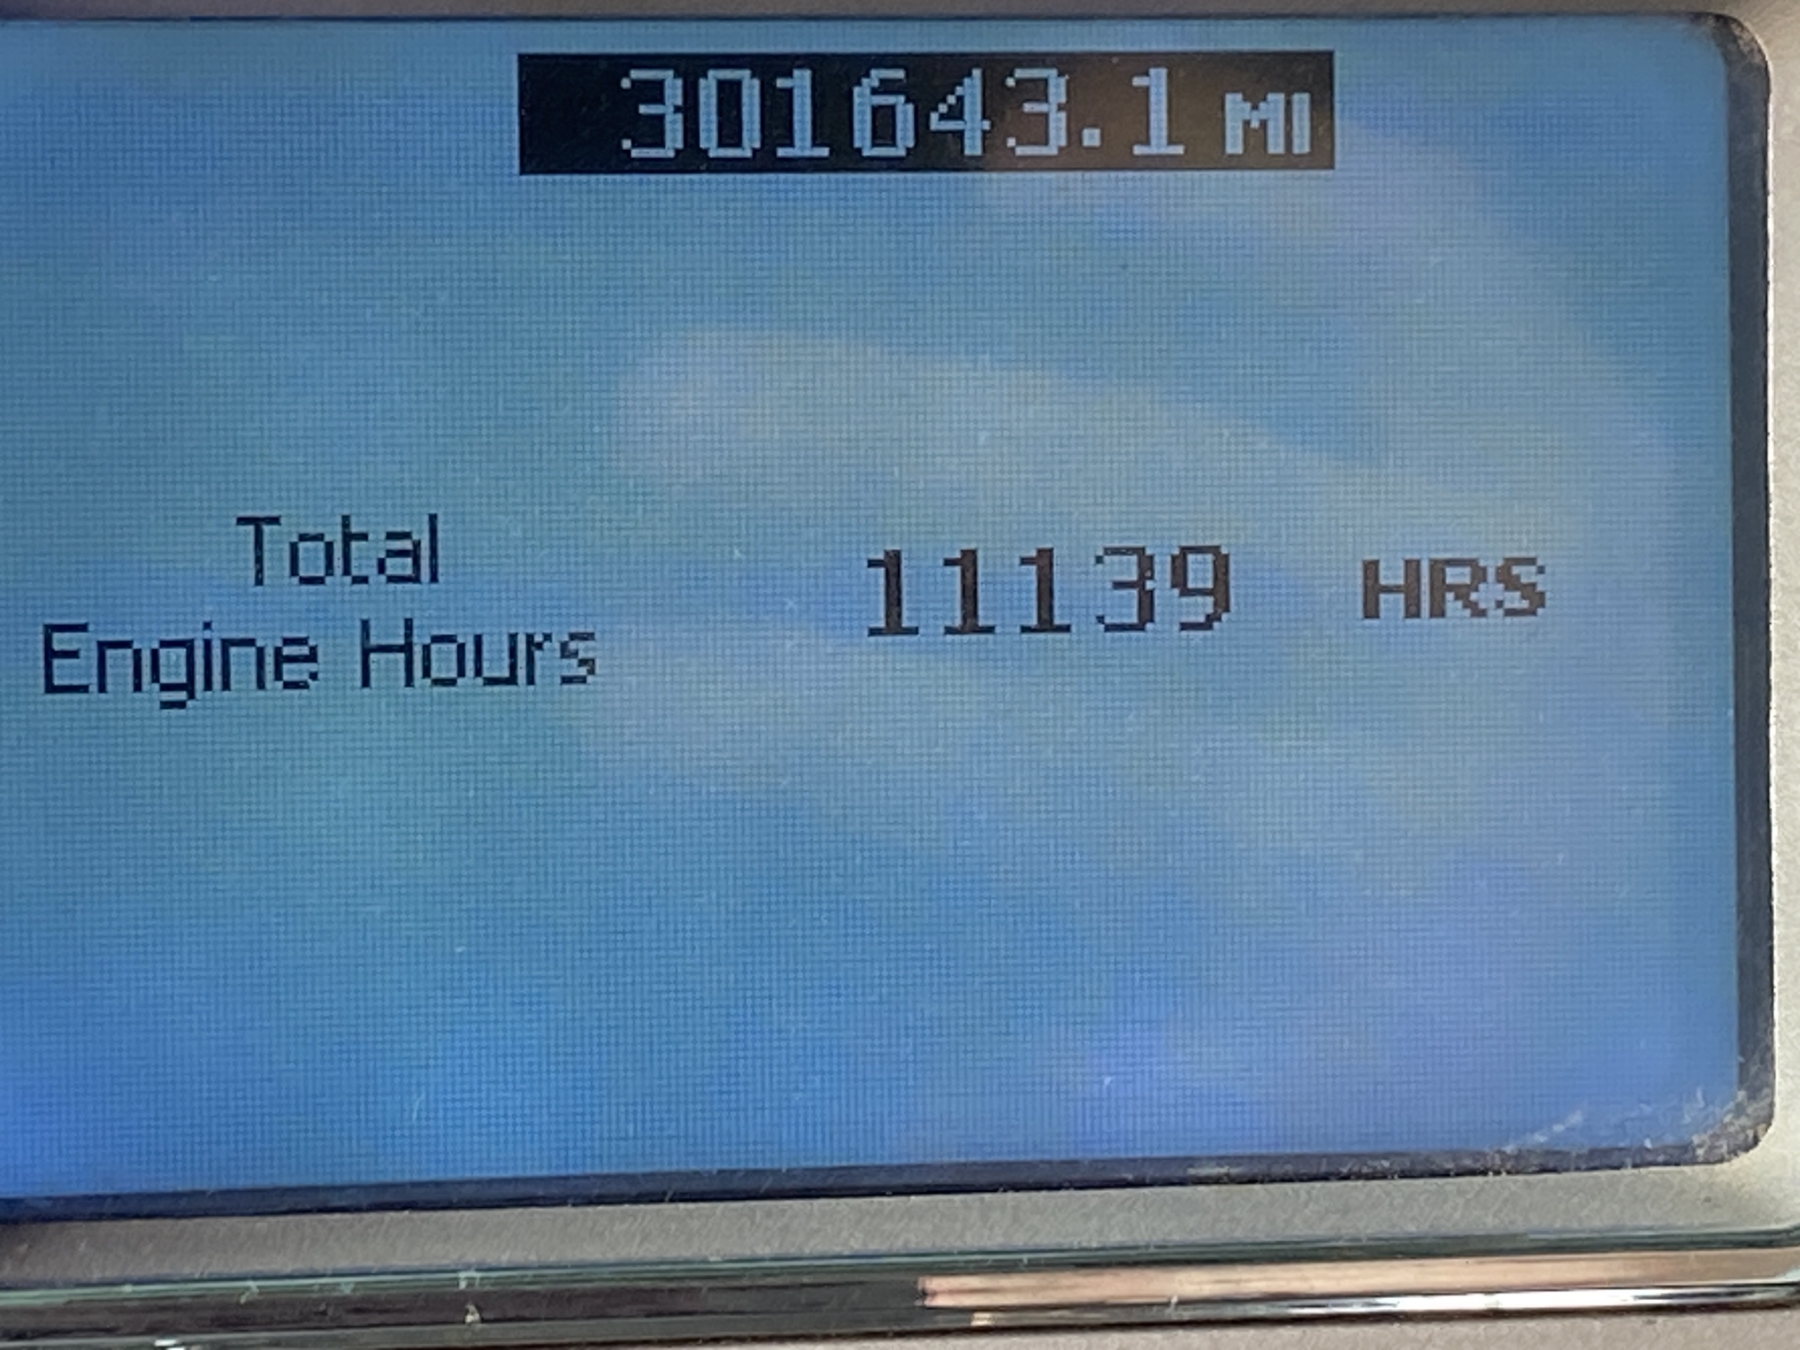 301643.1 MI
Total
Engine Hours
11139 HRS